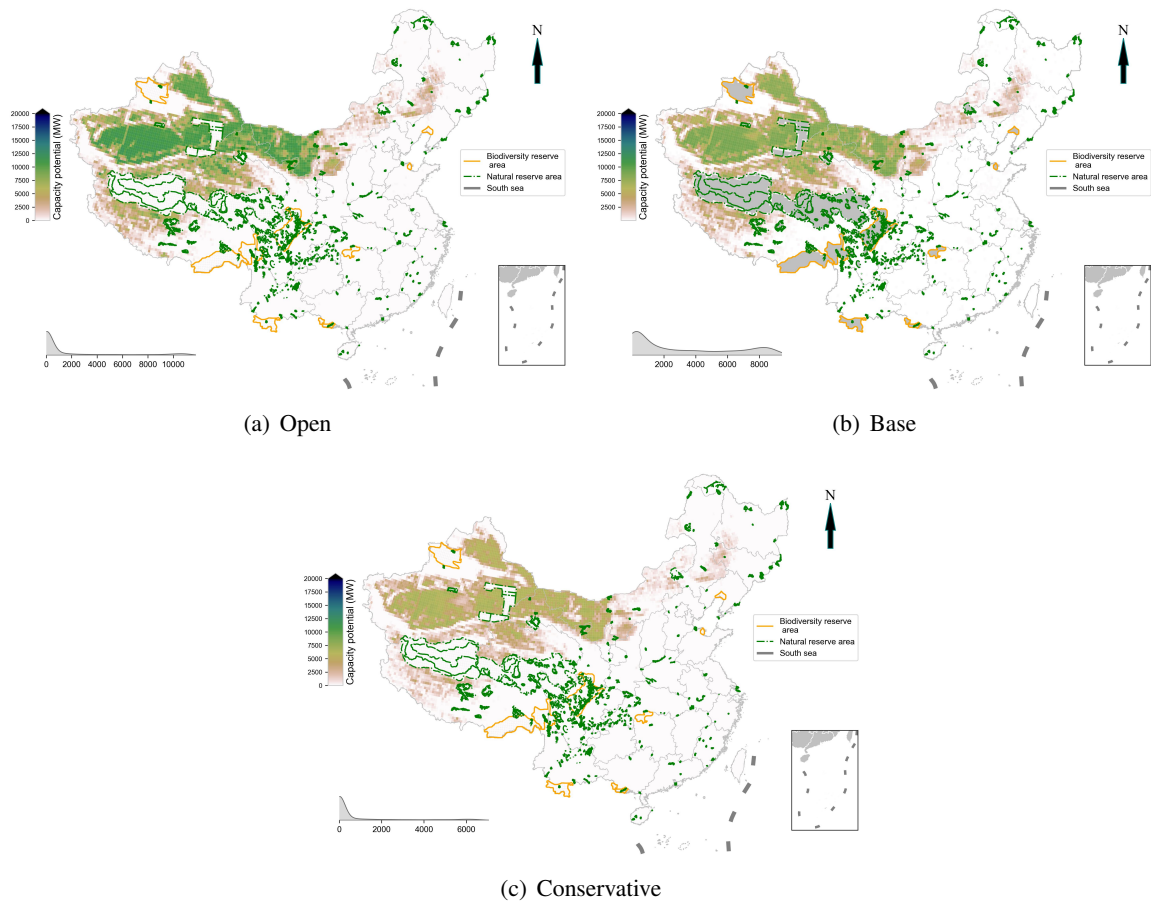 N
20000
17500
15000
12500
10000
7500
5000
2500
0
Capacity potential (MW)
Biodiversity reserve
area
Natural reserve area
South sea
0 2000 4000 6000 8000 10000
(a) Open
N
20000
17500
15000
12500
10000
7500
5000
2500
0
Capacity potential (MW)
Biodiversity reserve
area
Natural reserve area
South sea
0 2000 4000 6000 8000
(b) Base
N
20000
17500
15000
12500
10000
7500
5000
2500
0
Capacity potential (MW)
Biodiversity reserve
area
Natural reserve area
South sea
0 2000 4000 6000
(c) Conservative